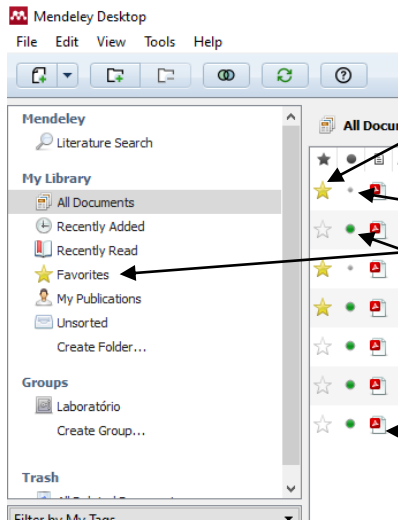 Mendeley Desktop
File Edit View Tools Help
Mendeley
Literature Search
My Library
All Documents
Recently Added
Recently Read
Favorites
My Publications
Unsorted
Create Folder...
Groups
Laboratório
Create Group...
Trash
Filter by My Tags
All Docu